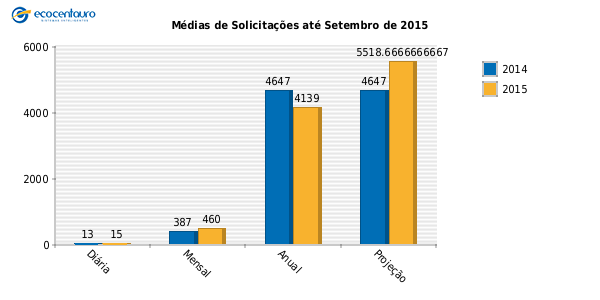 ecocentauro
Médias de Solicitações até Setembro de 2015
6000
4000
2000
0
13
15
387
460
4647
4139
4647
5518.6666666667
Diária
Mensal
Anual
Projeção
2014
2015